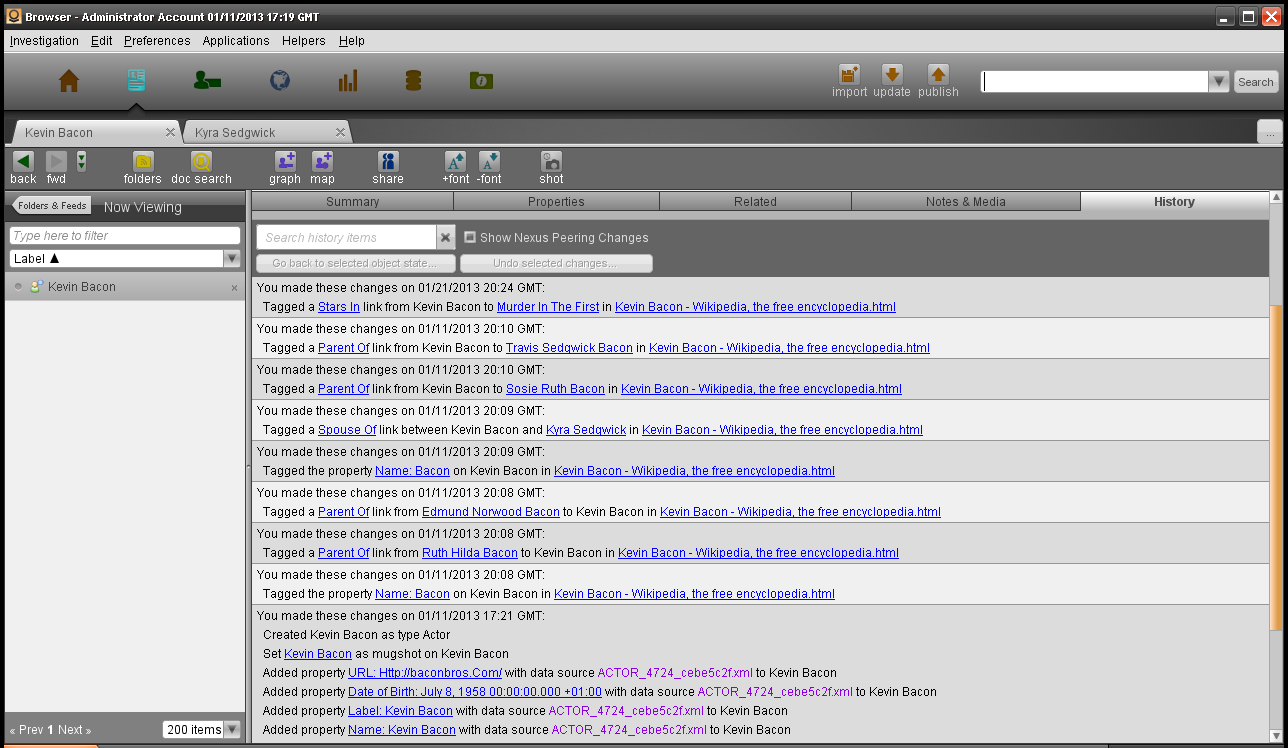 Browser - Administrator Account 01/11/2013 17:19 GMT
Investigation Edit Preferences Applications Helpers Help
import update publish Search
Kevin Bacon Kyra Sedgwick ...
back fwd folders doc search graph map share +font -font shot
Folders & Feeds Now Viewing
Summary Properties Related Notes & Media History
Type here to filter
Search history items Show Nexus Peering Changes
Label
Go back to selected object state... Undo selected changes...
Kevin Bacon
You made these changes on 01/21/2013 20:24 GMT:
Tagged a Stars In link from Kevin Bacon to Murder In The First in Kevin Bacon - Wikipedia, the free encyclopedia.html
You made these changes on 01/11/2013 20:10 GMT:
Tagged a Parent Of link from Kevin Bacon to Travis Sedgwick Bacon in Kevin Bacon - Wikipedia, the free encyclopedia.html
You made these changes on 01/11/2013 20:10 GMT:
Tagged a Parent Of link from Kevin Bacon to Sosie Ruth Bacon in Kevin Bacon - Wikipedia, the free encyclopedia.html
You made these changes on 01/11/2013 20:09 GMT:
Tagged a Spouse Of link between Kevin Bacon and Kyra Sedgwick in Kevin Bacon - Wikipedia, the free encyclopedia.html
You made these changes on 01/11/2013 20:09 GMT:
Tagged the property Name: Bacon on Kevin Bacon in Kevin Bacon - Wikipedia, the free encyclopedia.html
You made these changes on 01/11/2013 20:08 GMT:
Tagged a Parent Of link from Edmund Norwood Bacon to Kevin Bacon in Kevin Bacon - Wikipedia, the free encyclopedia.html
You made these changes on 01/11/2013 20:08 GMT:
Tagged a Parent Of link from Ruth Hilda Bacon to Kevin Bacon in Kevin Bacon - Wikipedia, the free encyclopedia.html
You made these changes on 01/11/2013 20:08 GMT:
Tagged the property Name: Bacon on Kevin Bacon in Kevin Bacon - Wikipedia, the free encyclopedia.html
You made these changes on 01/11/2013 17:21 GMT:
Created Kevin Bacon as type Actor
Set Kevin Bacon as mugshot on Kevin Bacon
Added property URL: Http://baconbros.Com/ with data source ACTOR_4724_cebe5c2f.xml to Kevin Bacon
Added property Date of Birth: July 8, 1958 00:00:00.000 +01:00 with data source ACTOR_4724_cebe5c2f.xml to Kevin Bacon
Added property Label: Kevin Bacon with data source ACTOR_4724_cebe5c2f.xml to Kevin Bacon
Added property Name: Kevin Bacon with data source ACTOR_4724_cebe5c2f.xml to Kevin Bacon
« Prev 1 Next » 200 items